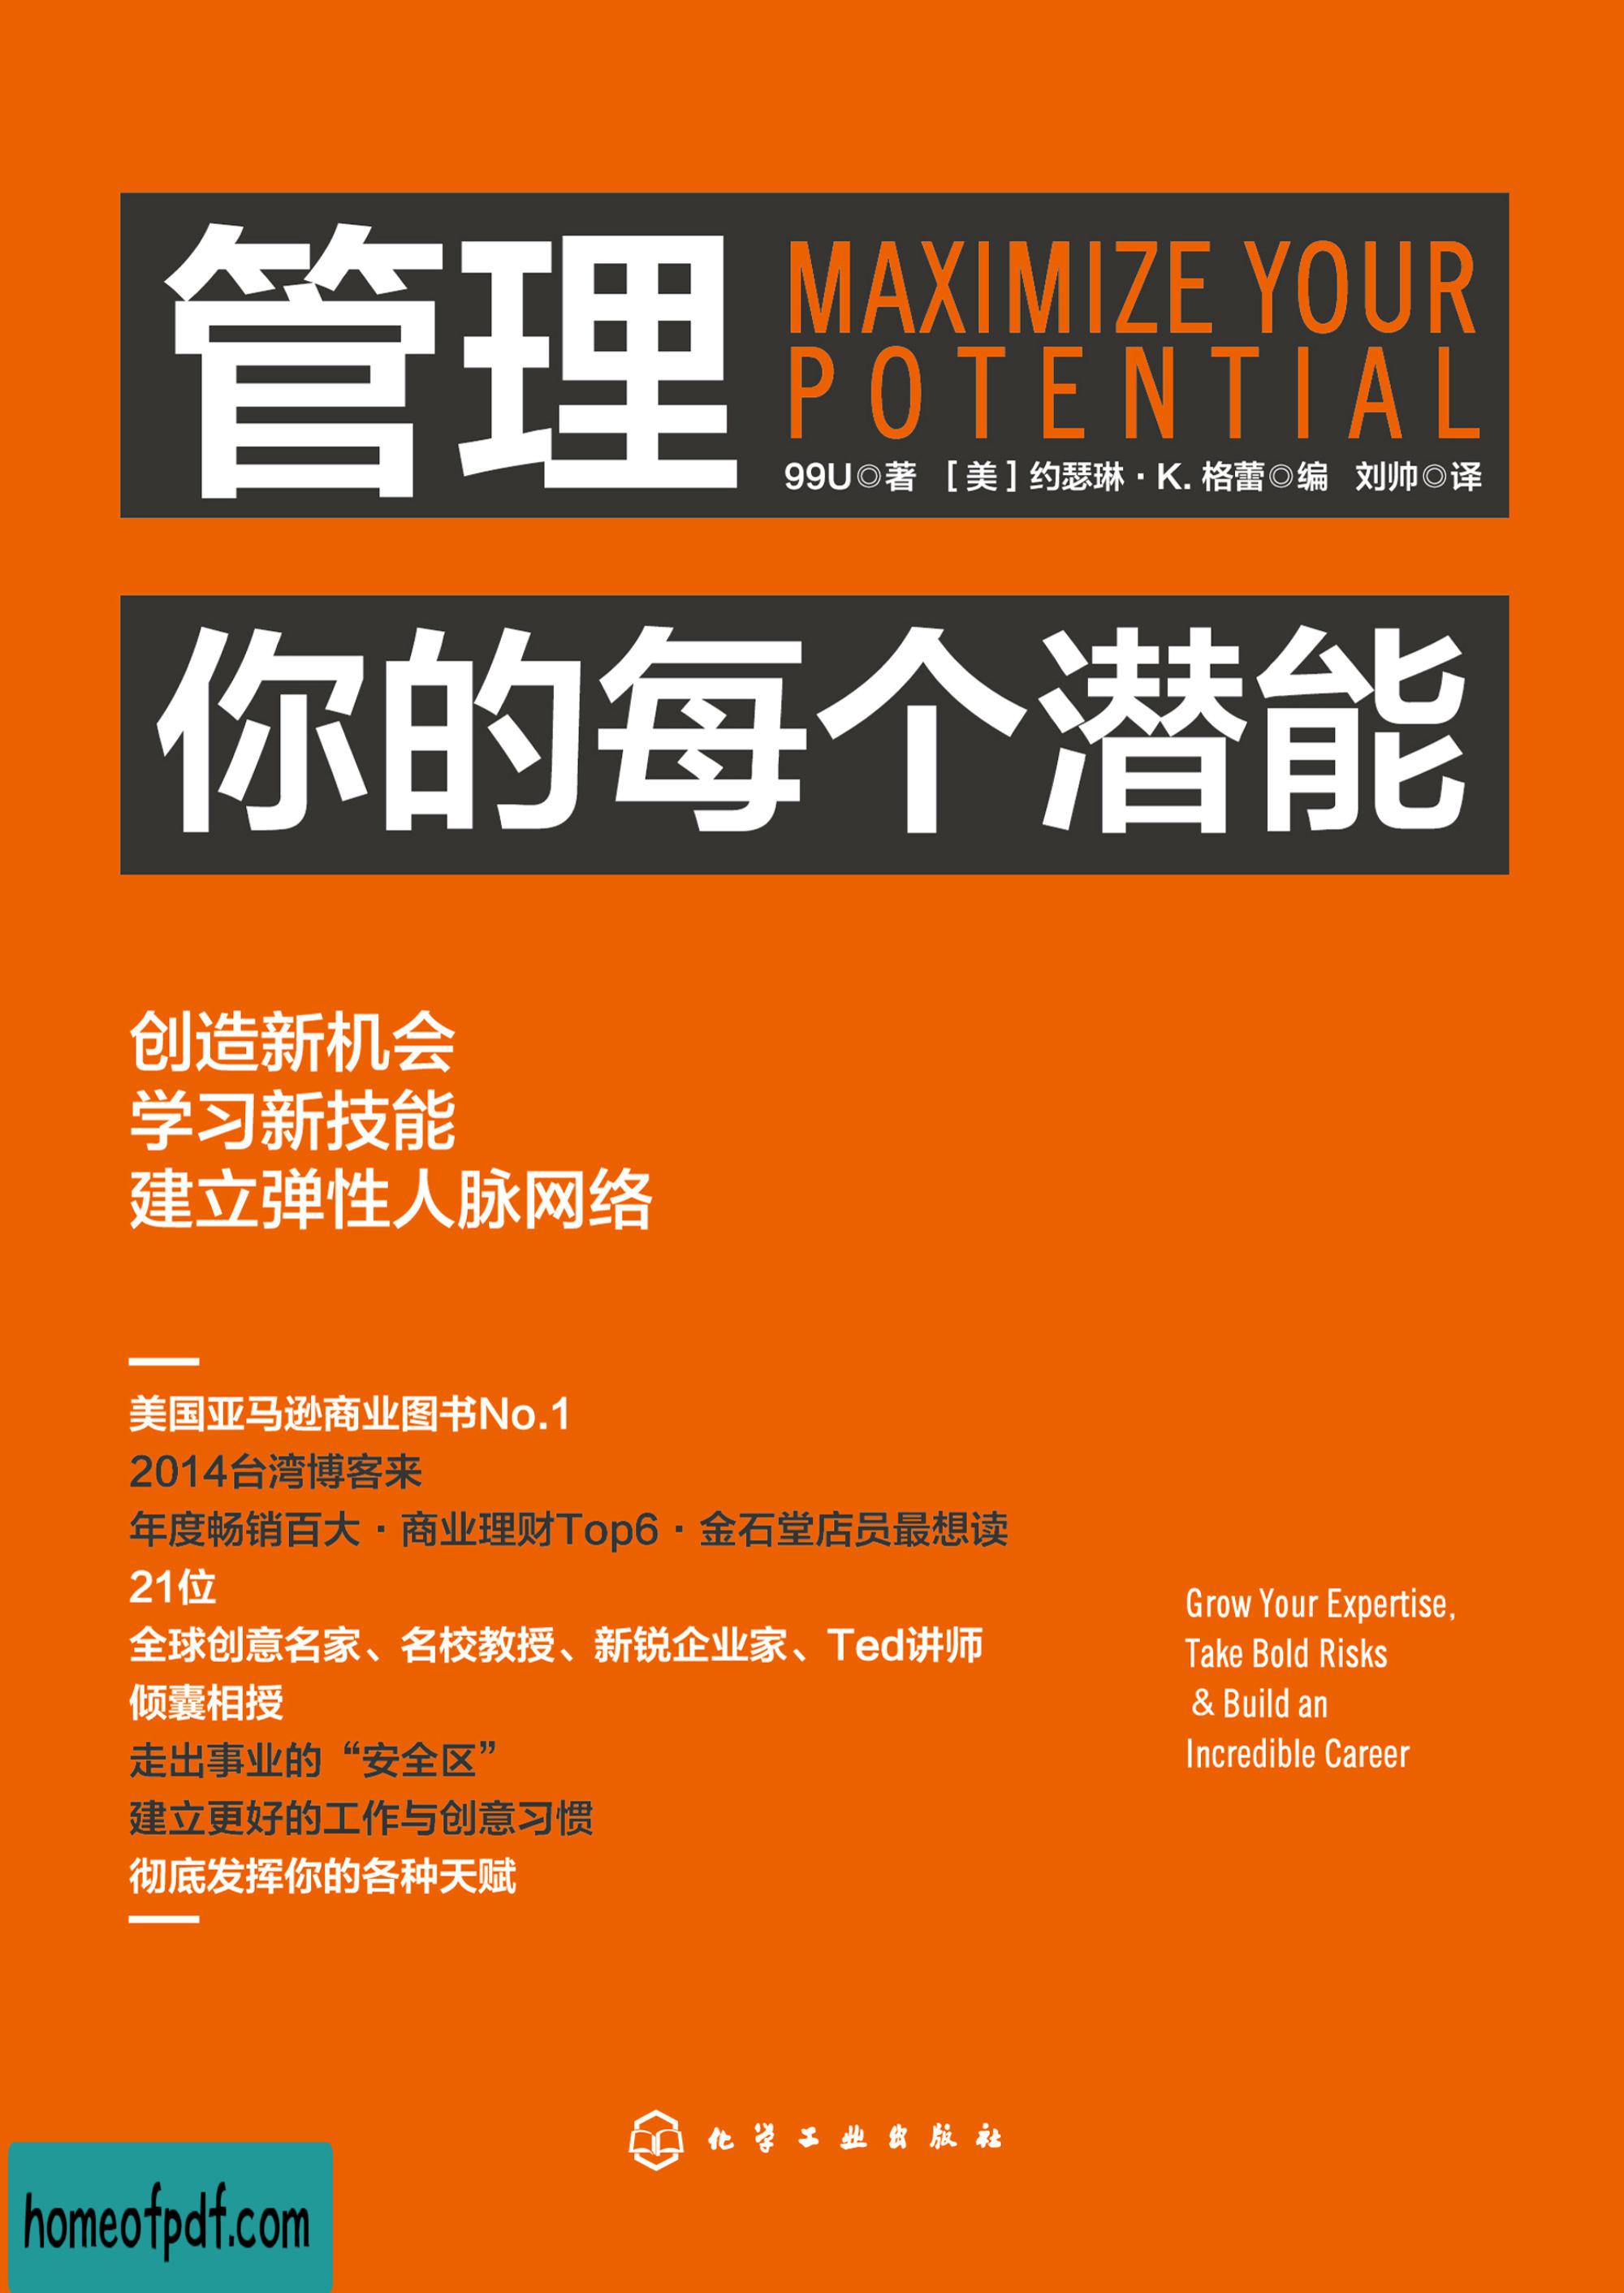 管理
MAXIMIZE YOUR
POTENTIAL
99U◎著 [美]约瑟琳·K. 格蕾◎编 刘帅◎译
你的每个潜能
创造新机会
学习新技能
建立弹性人脉网络
美国亚马逊商业图书No.1
2014台湾博客来
年度畅销百大·商业理财Top6·金石堂店员最想读
21位
全球创意名家、名校教授、新锐企业家、Ted讲师
倾囊相授
走出事业的“安全区”
建立更好的工作与创意习惯
彻底发挥你的各种天赋
Grow Your Expertise,
Take Bold Risks
& Build an
Incredible Career
化学工业出版社
homeofpdf.com